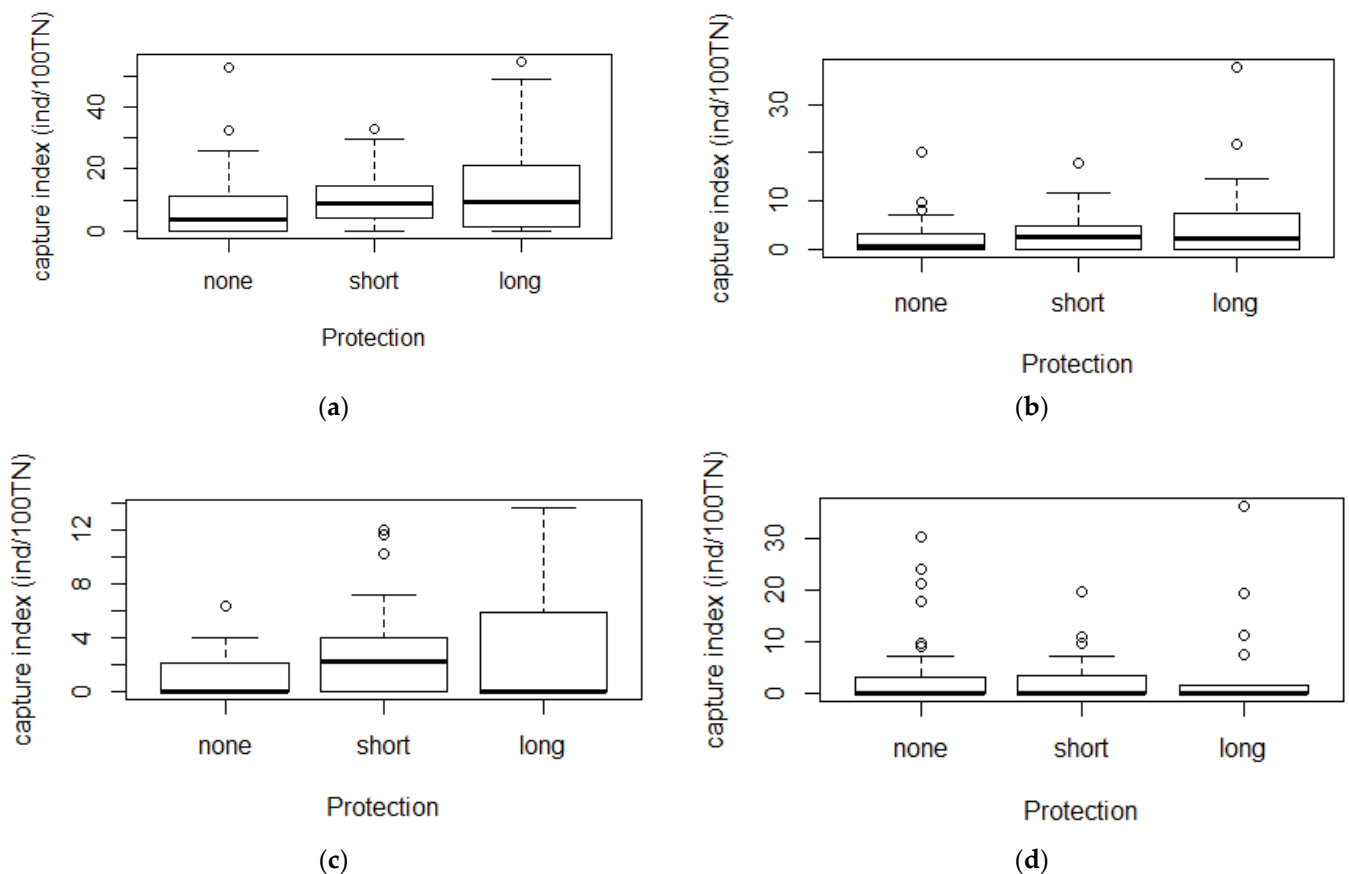 capture index (ind/100TN)
40
20
0
none short long
Protection
(a)
capture index (ind/100TN)
30
10
0
none short long
Protection
(b)
capture index (ind/100TN)
12
8
4
0
none short long
Protection
(c)
capture index (ind/100TN)
30
20
10
0
none short long
Protection
(d)